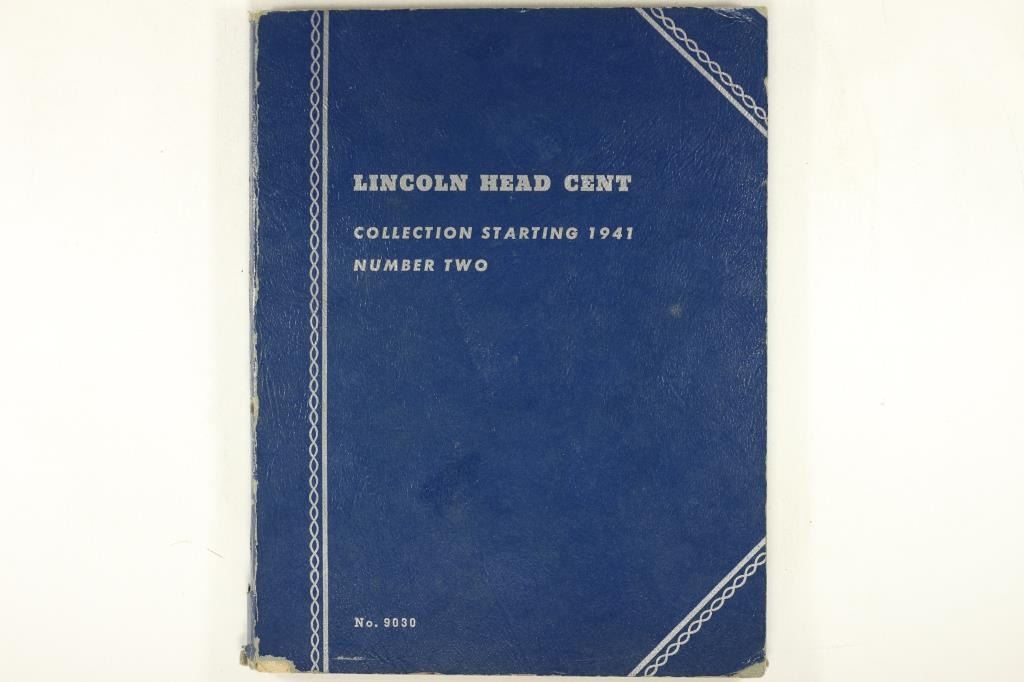 LINCOLN HEAD CENT
COLLECTION STARTING 1941
NUMBER TWO
No. 9030